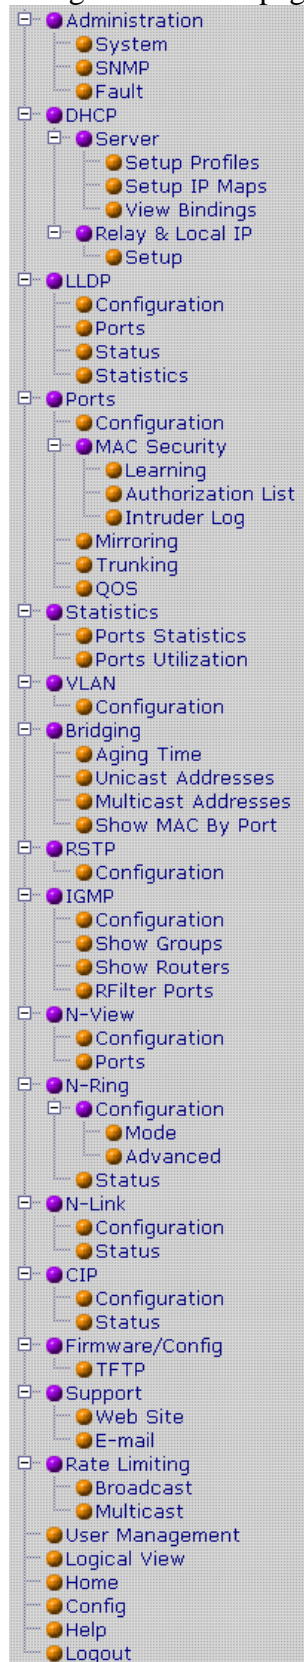 Administration
System
SNMP
Fault
DHCP
Server
Setup Profiles
Setup IP Maps
View Bindings
Relay & Local IP
Setup
LLDP
Configuration
Ports
Status
Statistics
Ports
Configuration
MAC Security
Learning
Authorization List
Intruder Log
Mirroring
Trunking
QOS
Statistics
Ports Statistics
Ports Utilization
VLAN
Configuration
Bridging
Aging Time
Unicast Addresses
Multicast Addresses
Show MAC By Port
RSTP
Configuration
IGMP
Configuration
Show Groups
Show Routers
RFilter Ports
N-View
Configuration
Ports
N-Ring
Configuration
Mode
Advanced
Status
N-Link
Configuration
Status
CIP
Configuration
Status
Firmware/Config
TFTP
Support
Web Site
E-mail
Rate Limiting
Broadcast
Multicast
User Management
Logical View
Home
Config
Help
Logout